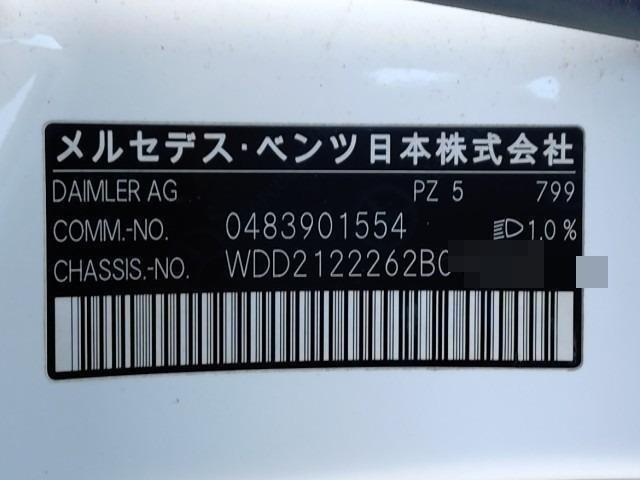 メルセデス・ベンツ日本株式会社
DAIMLER AG PZ 5 799
COMM.-NO. 0483901554 1.0 %
CHASSIS.-NO. WDD2122262B